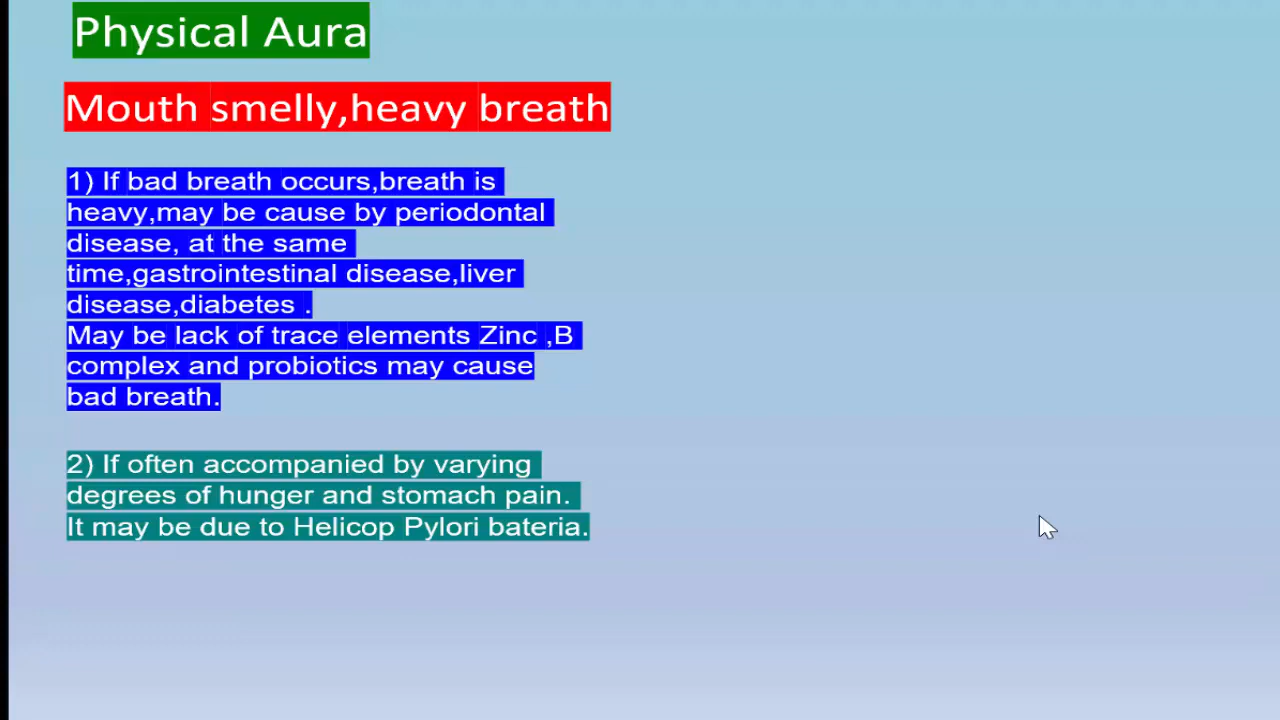 Physical Aura
Mouth smelly,heavy breath
1) If bad breath occurs,breath is
heavy,may be cause by periodontal
disease, at the same
time,gastrointestinal disease,liver
disease,diabetes .
May be lack of trace elements Zinc ,B
complex and probiotics may cause
bad breath.
2) If often accompanied by varying
degrees of hunger and stomach pain.
It may be due to Helicop Pylori bateria.